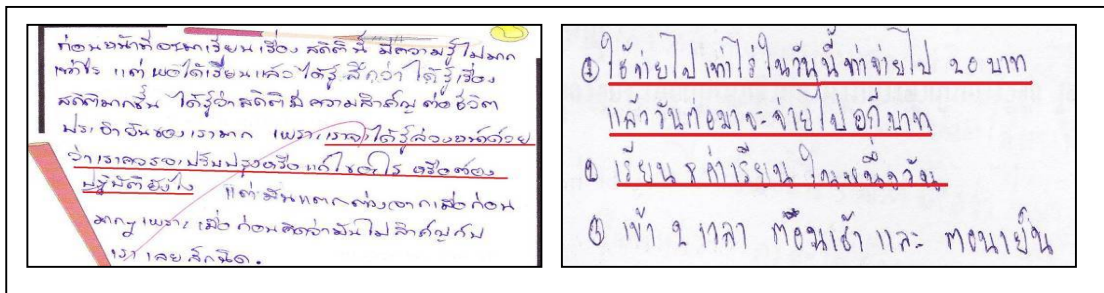 ก่อนหน้าที่จะมาเรียนเรื่อง สถิตินี้ มีความรู้ไม่มาก
เท่าไร แต่ พอได้เรียนแล้วได้รู้สึกว่า ได้รู้เรื่อง
สถิติมากขึ้น ได้รู้ว่าสถิติมีความสำคัญต่อชีวิต
ประจำวันของเรามาก เพราะเราจะได้รู้ล่วงหน้าด้วย
ว่าเราควรจะปรับปรุงหรือแก้ไขอะไร หรือต้อง
ปฏิบัติยังไง แต่มันแตกต่างจากเมื่อก่อน
มากๆ เพราะ เมื่อก่อนคิดว่ามันไม่สำคัญกับ
เรา เลยสักนิด.
ใช้จ่ายไปเท่าไร่ในวันนี้ถ้าจ่ายไป ๒๐ บาท
แล้ววันต่อมาจะจ่ายไปอกี่บาท
เรียน ค่าเรียน ในหนึ่งวัน
③ เข้า ๒ เวลา ตอนเช้า และ ตอนเย็น